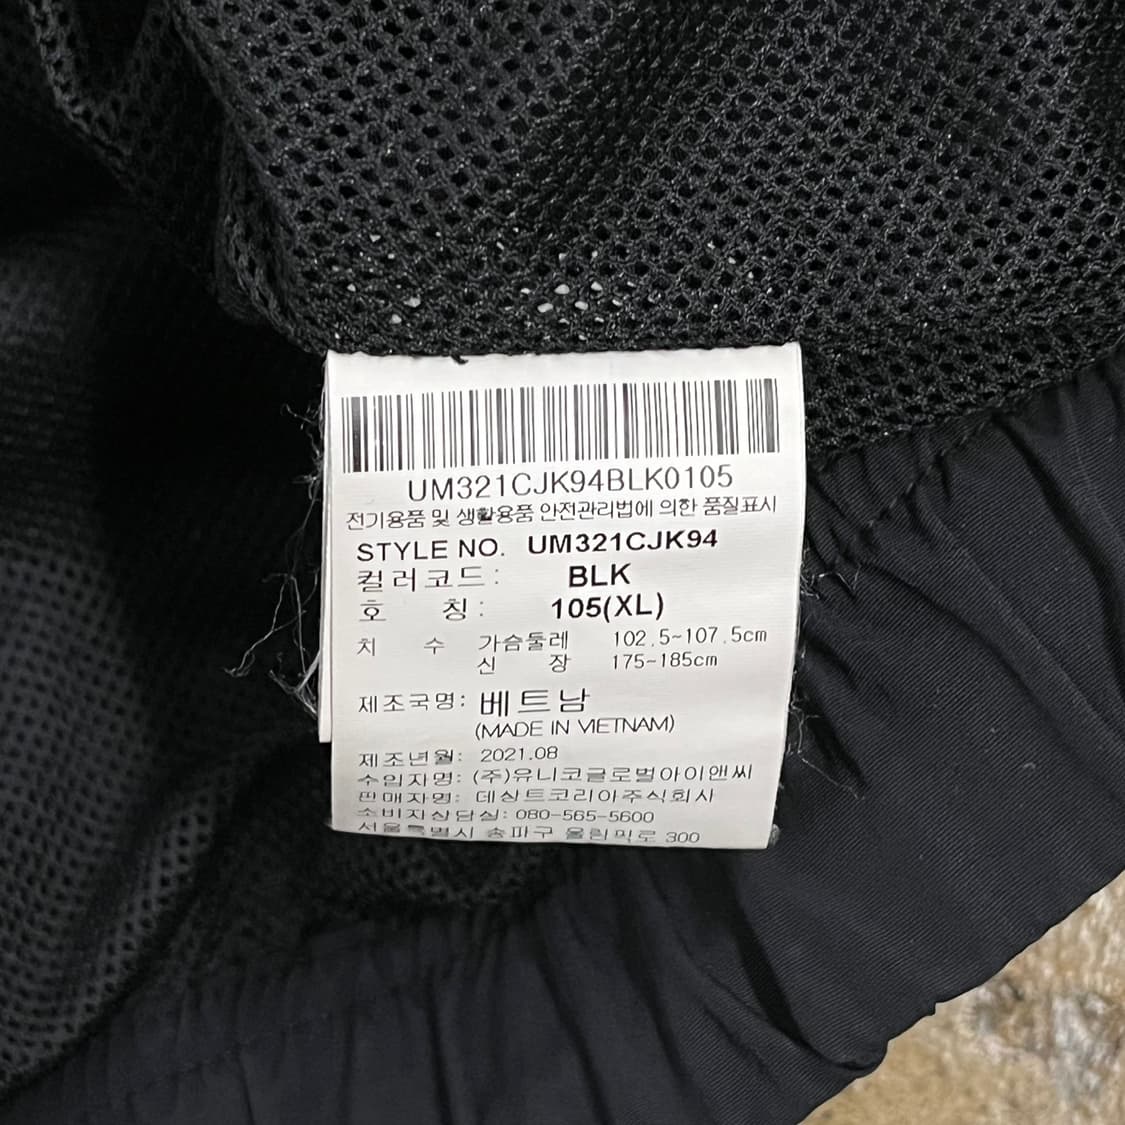 UM321CJK94BLK0105
전기용품 및 생활용품 안전관리법에 의한 품질표시
STYLE NO. UM321CJK94
컬러코드: BLK
호 칭: 105(XL)
치 수 가슴둘레 102.5~107.5cm
신 장 175~185cm
제조국명: 베트남
(MADE IN VIETNAM)
제조년월: 2021.08
수입자명: (주)유니코글로벌아이앤씨
판매자명: 데상트코리아주식회사
소비자상담실: 080-565-5600
서울특별시 송파구 올림픽로 300